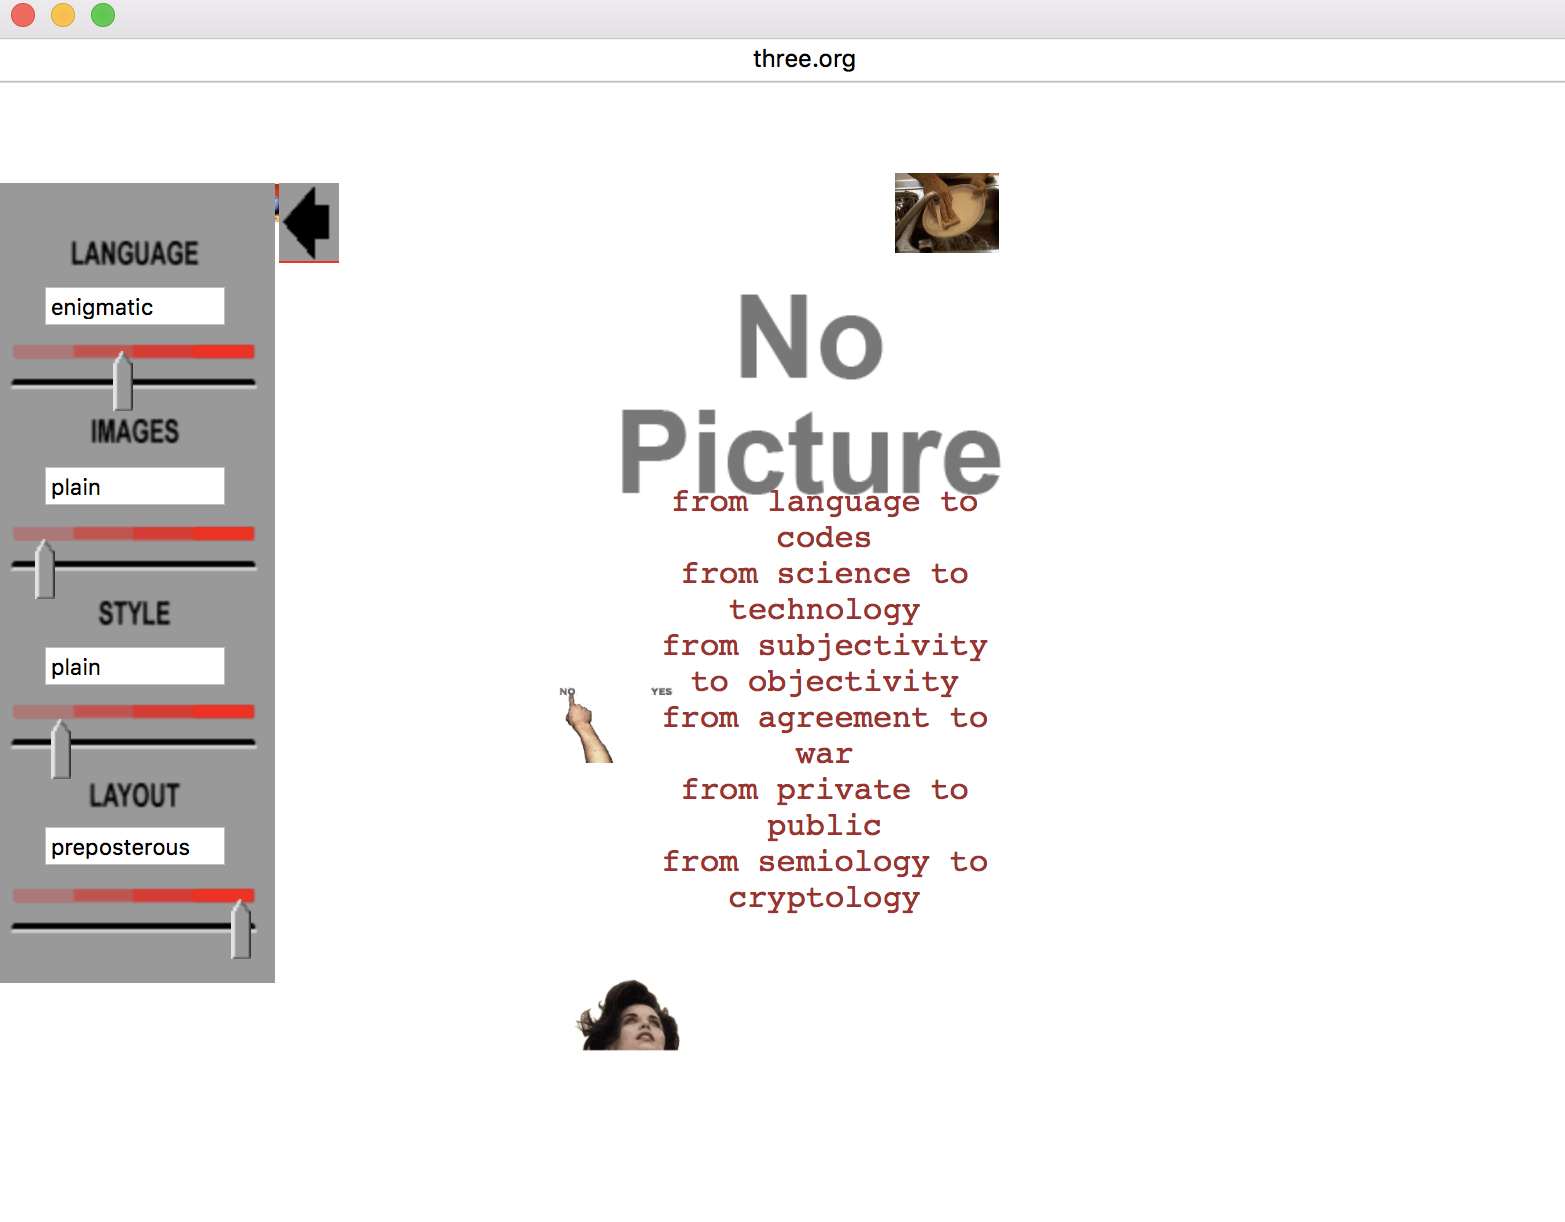 three.org
LANGUAGE
enigmatic
IMAGES
plain
STYLE
plain
LAYOUT
preposterous
No
Picture
from language to
codes
from science to
technology
from subjectivity
to objectivity
from agreement to
war
from private to
public
from semiology to
cryptology
NO YES